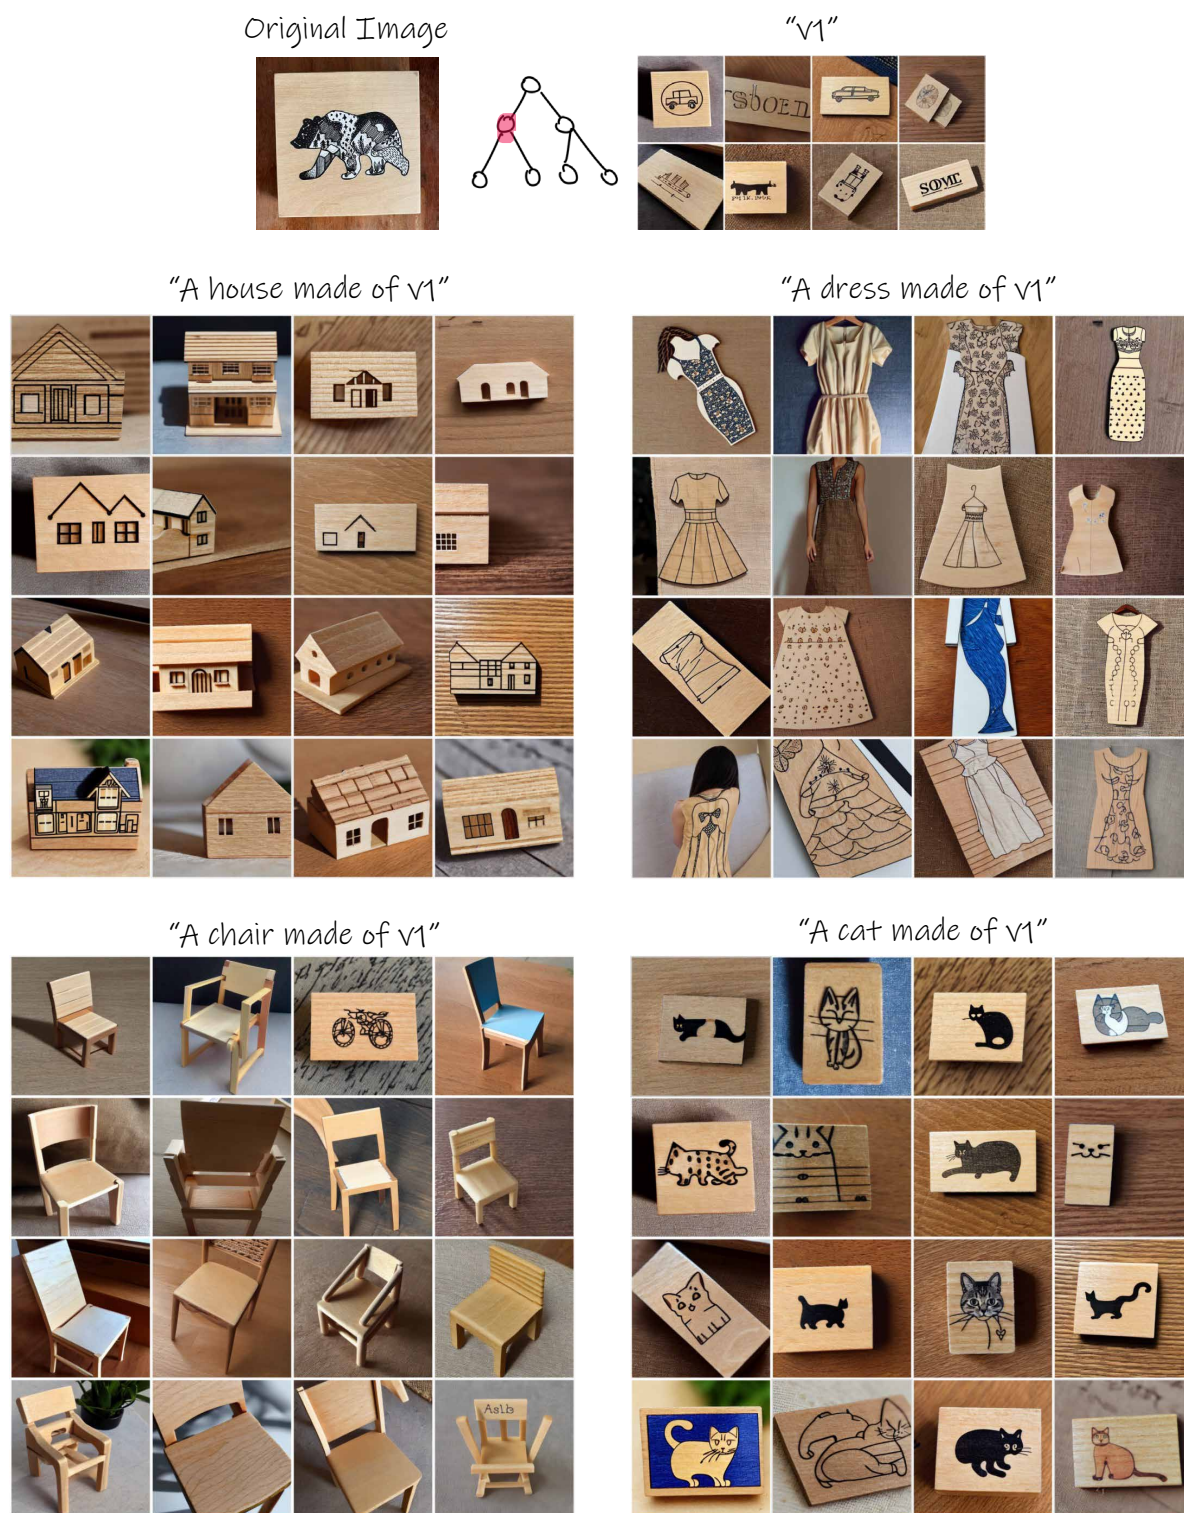 Original Image
"v1"
"A house made of v1"
"A dress made of v1"
"A chair made of v1"
"A cat made of v1"